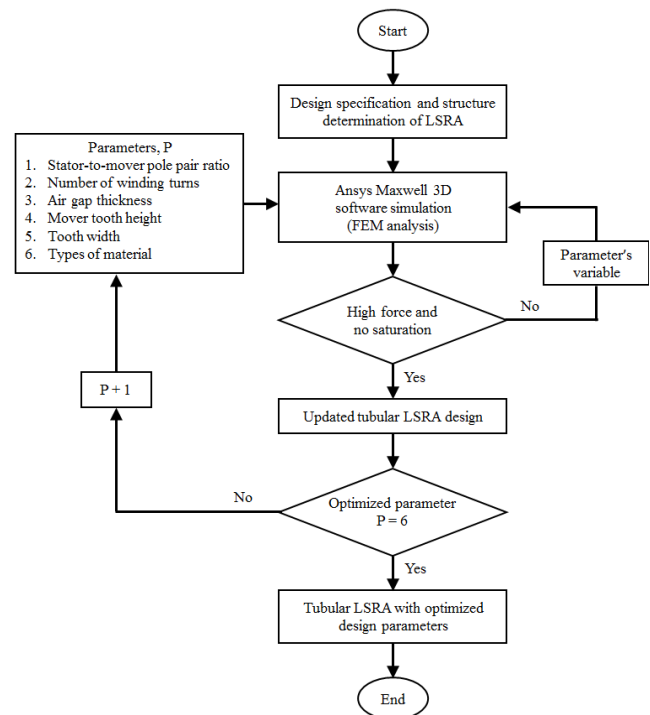 Start
Design specification and structure
determination of LSRA
Parameters, P
1. Stator-to-mover pole pair ratio
2. Number of winding turns
3. Air gap thickness
4. Mover tooth height
5. Tooth width
6. Types of material
Ansys Maxwell 3D
software simulation
(FEM analysis)
Parameter's
variable
High force and
no saturation
No
Yes
P + 1
Updated tubular LSRA design
Optimized parameter
P = 6
No
Yes
Tubular LSRA with optimized
design parameters
End